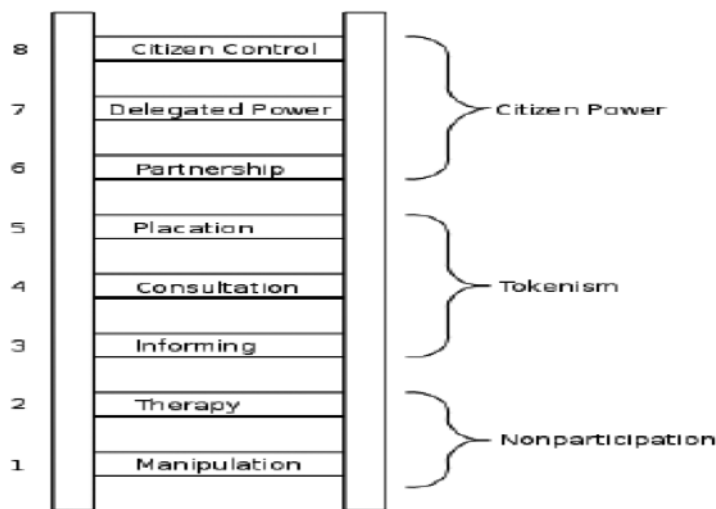 8 Citizen Control
7 Delegated Power Citizen Power
6 Partnership
5 Placation
4 Consultation Tokenism
3 Informing
2 Therapy
Nonparticipation
1 Manipulation